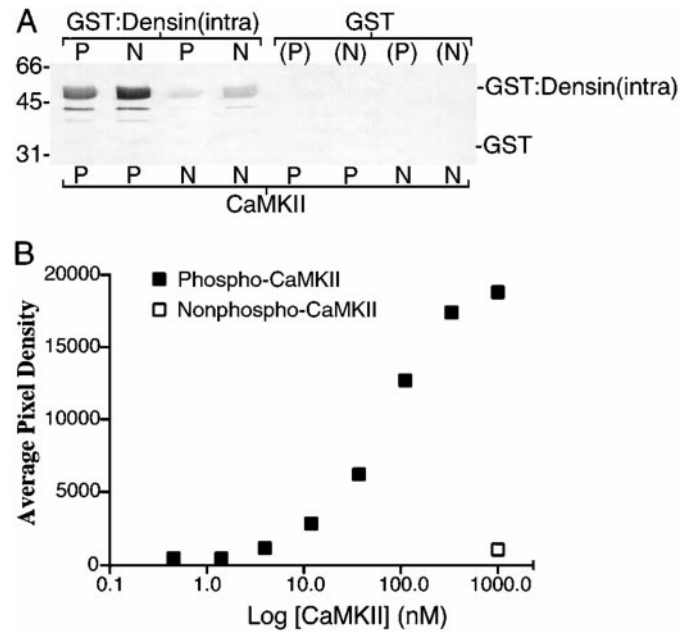 A
GST:Densin(intra) GST
P N P N (P) (N) (P) (N)
66-
45-
31-
-GST:Densin(intra)
-GST
P P N N P P N N
CaMKII
B
20000
15000
10000
5000
0
Average Pixel Density
Phospho-CaMKII
Nonphospho-CaMKII
0.1 1.0 10.0 100.0 1000.0
Log [CaMKII] (nM)